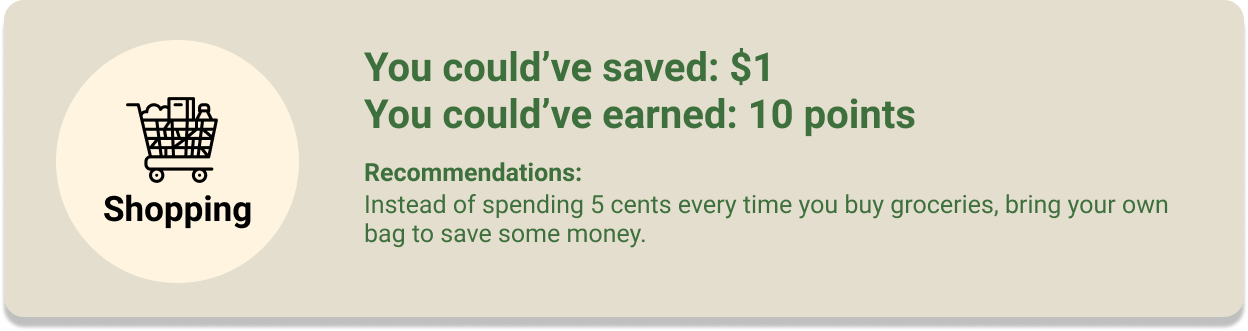 Shopping
You could’ve saved: $1
You could’ve earned: 10 points
Recommendations:
Instead of spending 5 cents every time you buy groceries, bring your own
bag to save some money.